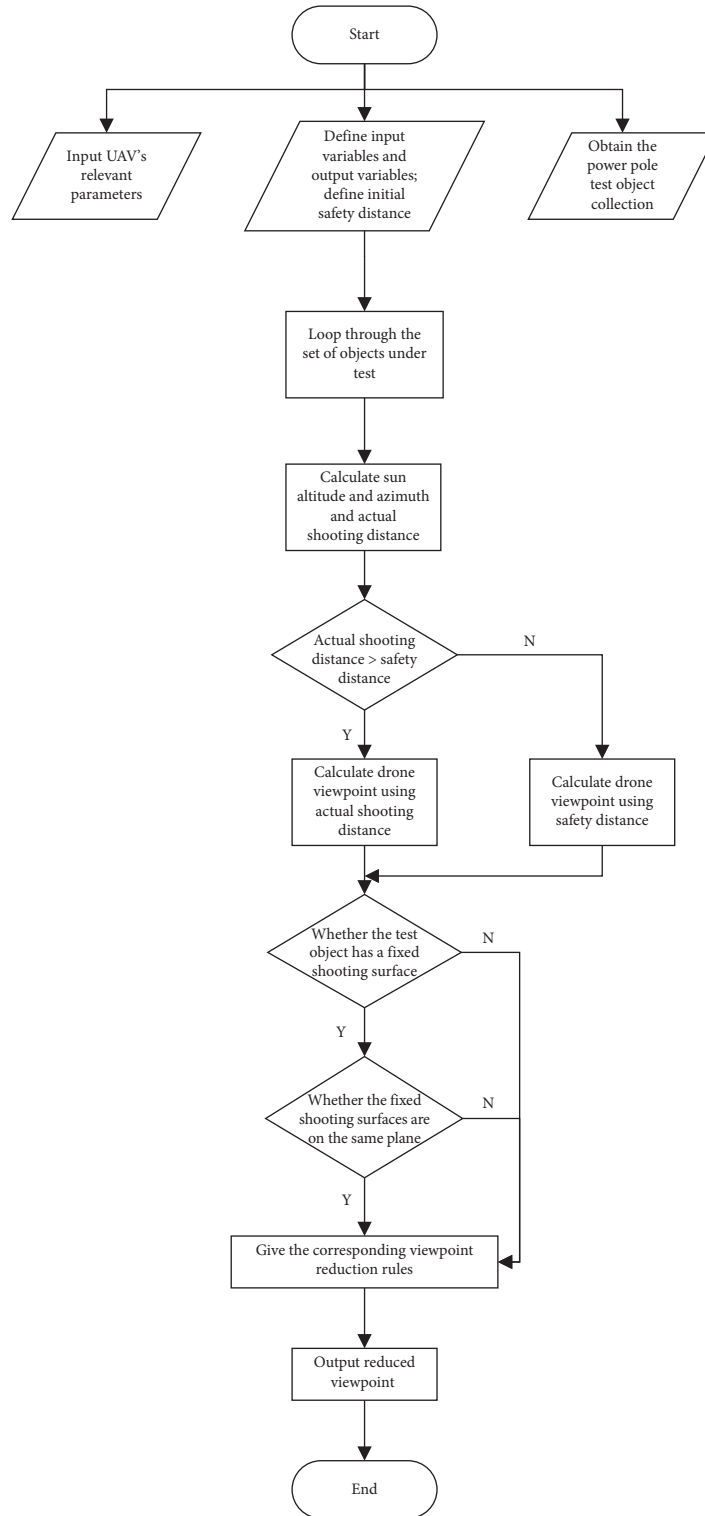 Start
Input UAV's
relevant
parameters
Define input
variables and
output variables;
define initial
safety distance
Obtain the
power pole
test object
collection
Loop through the
set of objects under
test
Calculate sun
altitude and azimuth
and actual
shooting distance
Actual shooting
distance > safety
distance
N
Y
Calculate drone
viewpoint using
actual shooting
distance
Calculate drone
viewpoint using
safety distance
Whether the test
object has a fixed
shooting surface
N
Y
Whether the fixed
shooting surfaces are
on the same plane
N
Y
Give the corresponding viewpoint
reduction rules
Output reduced
viewpoint
End